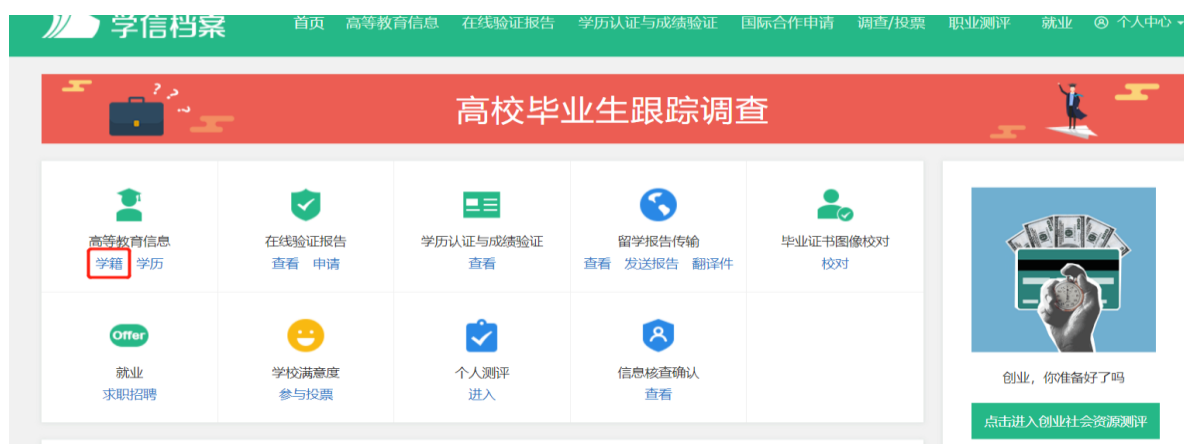 学信档案 首页 高等教育信息 在线验证报告 学历认证与成绩验证 国际合作申请 调查/投票 职业测评 就业 个人中心
? ? ?
高校毕业生跟踪调查
高等教育信息 在线验证报告 学历认证与成绩验证 留学报告传输 毕业证书图像校对
学籍 学历 查看 申请 查看 查看 发送报告 翻译件 校对
Offer
就业 学校满意度 个人测评 信息核查确认
求职招聘 参与投票 进入 查看
创业，你准备好了吗
点击进入创业社会资源测评